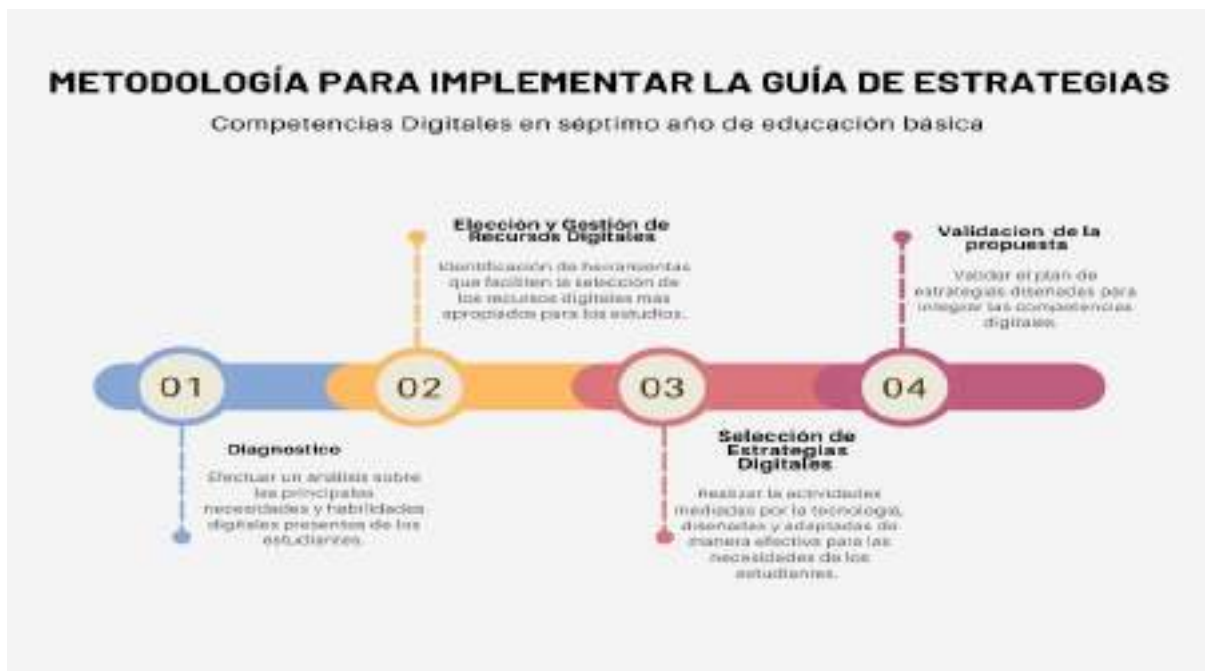 METODOLOGÍA PARA IMPLEMENTAR LA GUÍA DE ESTRATEGIAS
Competencias Digitales en séptimo año de educación básica
01
Diagnostico
Efectuar un análisis sobre
las principales
necesidades y habilidades
digitales presentes de los
estudiantes.
02
Elección y Gestión de
Recursos Digitales
Identificación de herramientas
que faciliten la selección de
los recursos digitales más
apropiados para los estudios.
03
Selección de
Estrategias
Digitales
Realizar la actividades
mediadas por la tecnología,
diseñadas y adaptadas de
manera efectiva para las
necesidades de los
estudiantes.
04
Validacion de la
propuesta
Validar el plan de
estrategias diseñadas para
integrar las competencias
digitales.